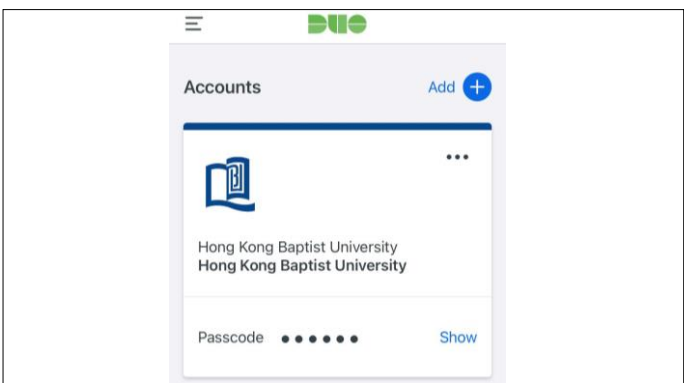 DUO
Accounts
Add
Hong Kong Baptist University
Hong Kong Baptist University
Passcode ●●●●●● Show